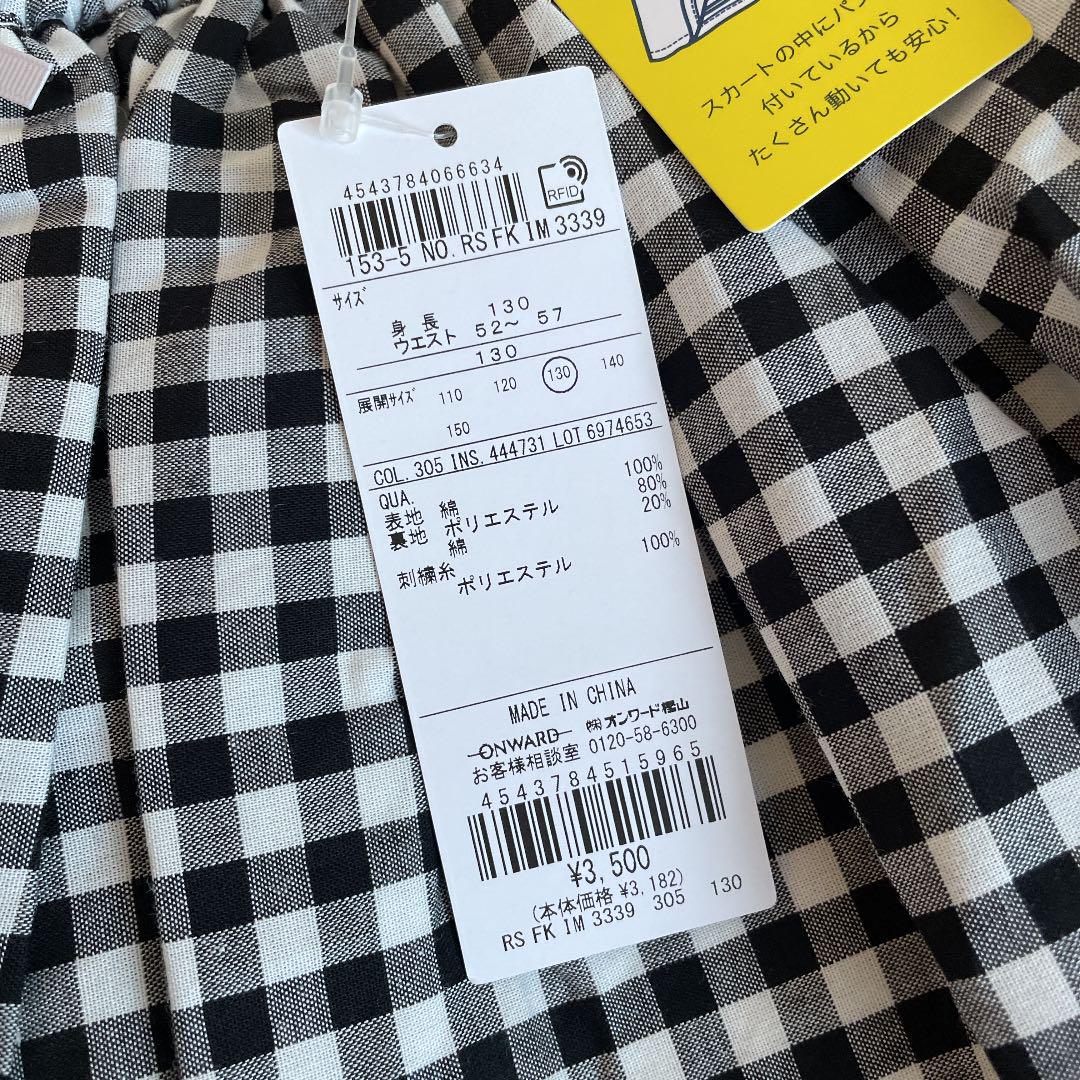 スカートの中にパン
付いているから
たくさん動いても安心!
4543784066634
RFID
153-5 NO. RS FK IM 3339
サイズ
身長 130
ウエスト 52～ 57
130
展開サイズ 110 120 130 140
150
COL. 305 INS. 444731 LOT 6974653
QUA.
表地 綿 100%
裏地 ポリエステル 80%
綿 20%
刺繍糸
ポリエステル 100%
MADE IN CHINA
ONWARD ㈱オンワード樫山
お客様相談室 0120-58-6300
4543784515965
¥3,500
(本体価格 ¥3,182)
RS FK IM 3339 305 130